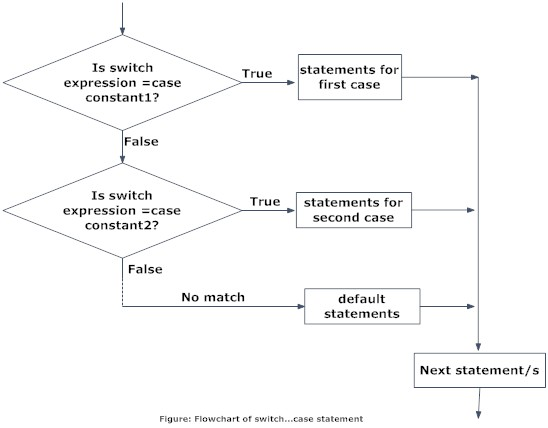 Is switch
expression =case
constant1?
True
statements for
first case
False
Is switch
expression =case
constant2?
True
statements for
second case
False
No match
default
statements
Next statement/s
Figure: Flowchart of switch...case statement